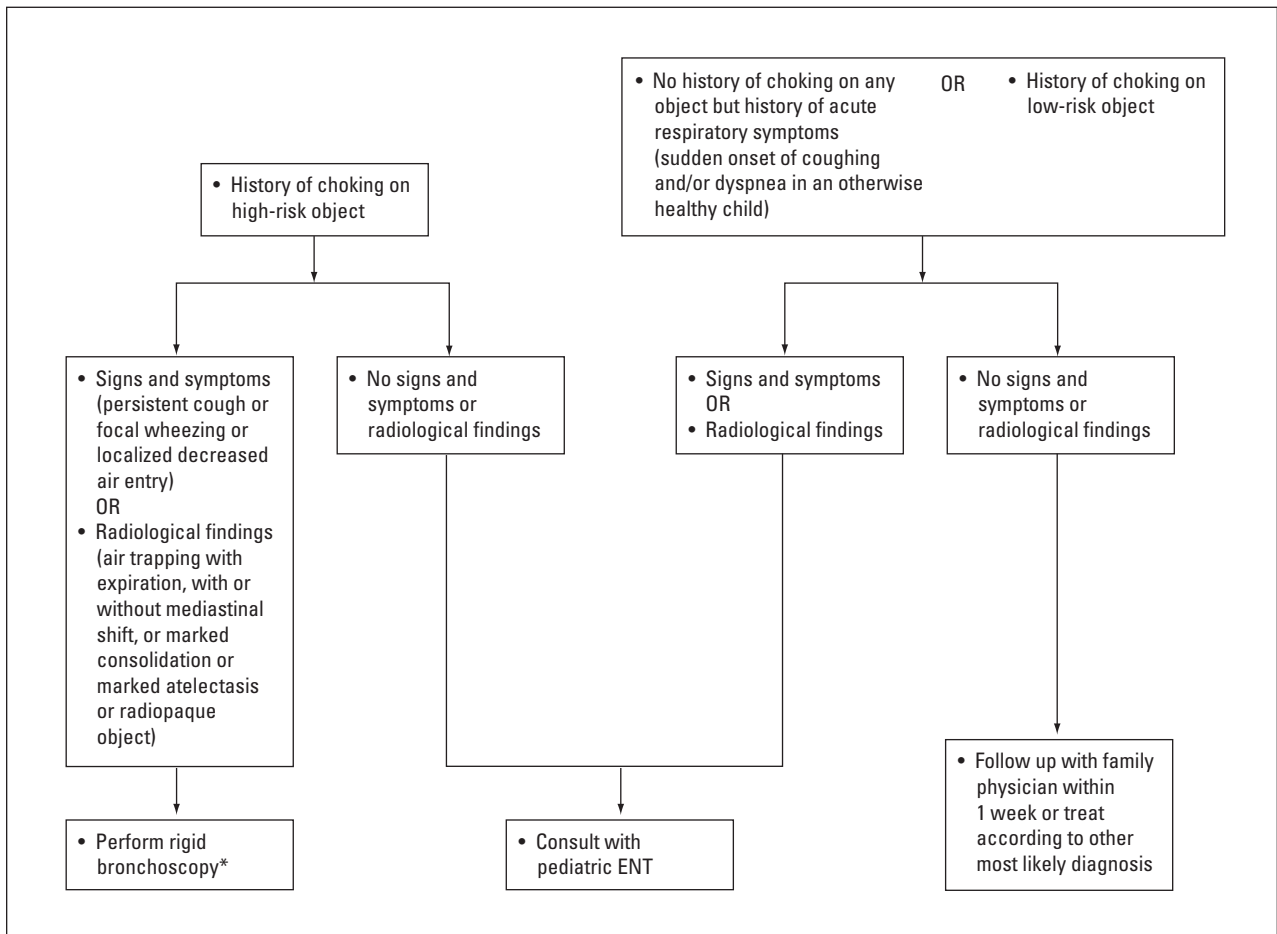 • No history of choking on any
object but history of acute
respiratory symptoms
(sudden onset of coughing
and/or dyspnea in an otherwise
healthy child)
OR
• History of choking on
low-risk object
• History of choking on
high-risk object
• Signs and symptoms
(persistent cough or
focal wheezing or
localized decreased
air entry)
OR
• Radiological findings
(air trapping with
expiration, with or
without mediastinal
shift, or marked
consolidation or
marked atelectasis
or radiopaque
object)
• No signs and
symptoms or
radiological findings
• Signs and symptoms
OR
• Radiological findings
• No signs and
symptoms or
radiological findings
• Perform rigid
bronchoscopy*
• Consult with
pediatric ENT
• Follow up with family
physician within
1 week or treat
according to other
most likely diagnosis